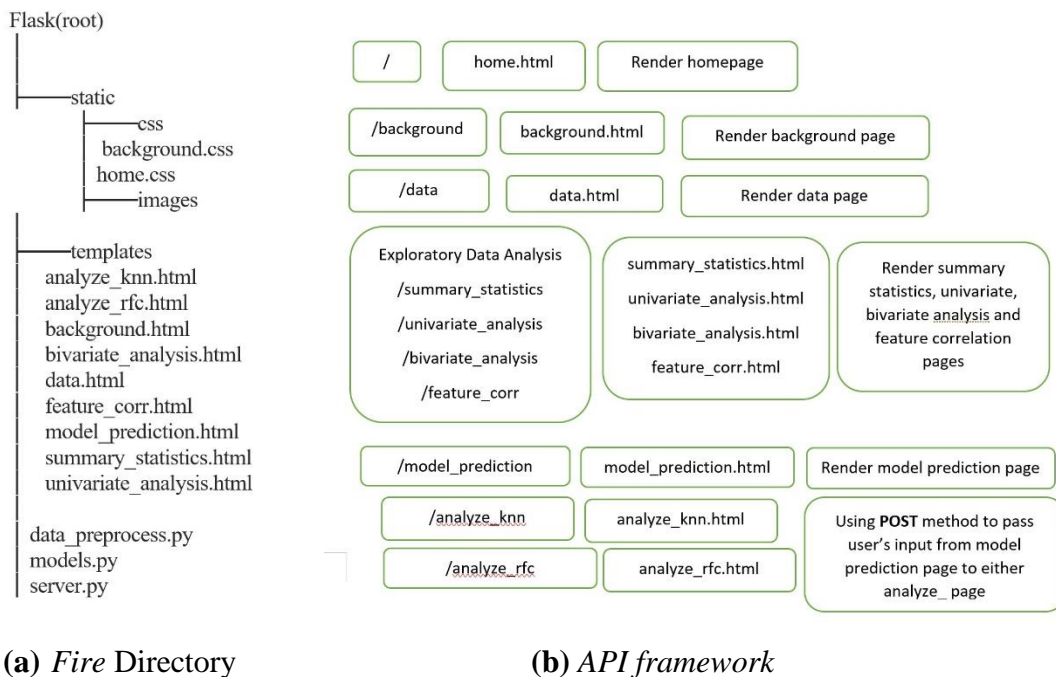 Flask(root)
static
css
background.css
home.css
images
templates
analyze_knn.html
analyze_rfc.html
background.html
bivariate_analysis.html
data.html
feature_corr.html
model_prediction.html
summary_statistics.html
univariate_analysis.html
data_preprocess.py
models.py
server.py
/
home.html
Render homepage
/background
background.html
Render background page
/data
data.html
Render data page
Exploratory Data Analysis
/summary_statistics
/univariate_analysis
/bivariate_analysis
/feature_corr
summary_statistics.html
univariate_analysis.html
bivariate_analysis.html
feature_corr.html
Render summary
statistics, univariate,
bivariate analysis and
feature correlation
pages
/model_prediction
model_prediction.html
Render model prediction page
/analyze_knn
analyze_knn.html
/analyze_rfc
analyze_rfc.html
Using POST method to pass
user's input from model
prediction page to either
analyze_ page
(a) Fire Directory
(b) API framework